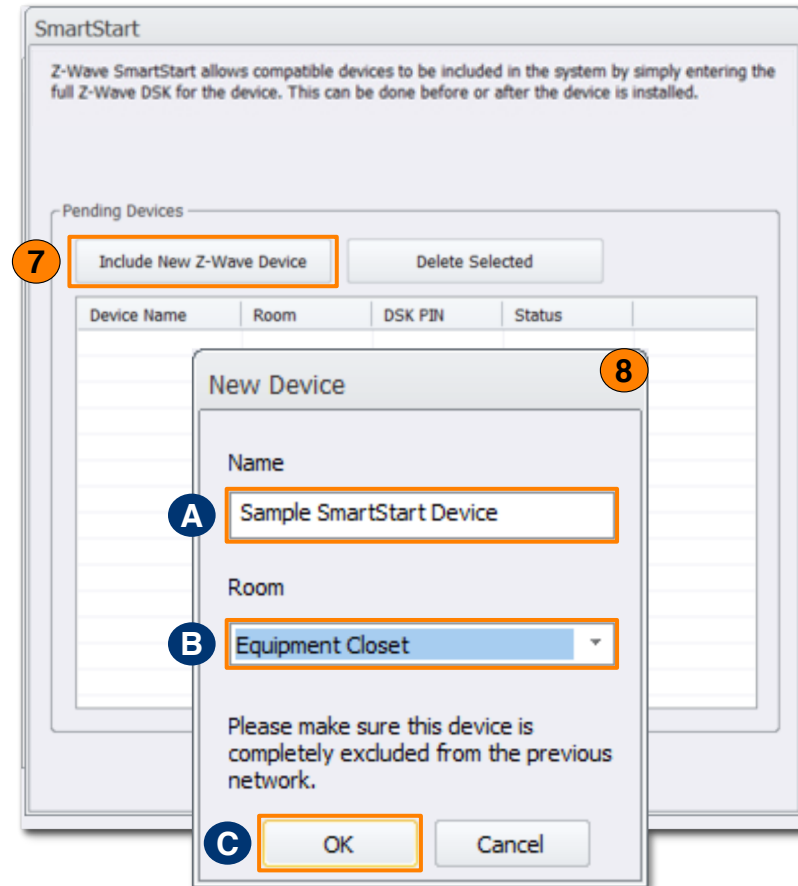 SmartStart
Z-Wave SmartStart allows compatible devices to be included in the system by simply entering the
full Z-Wave DSK for the device. This can be done before or after the device is installed.
Pending Devices
7
Include New Z-Wave Device
Delete Selected
Device Name
Room
DSK PIN
Status
New Device
8
Name
A
Sample SmartStart Device
Room
B
Equipment Closet
Please make sure this device is
completely excluded from the previous
network.
C
OK
Cancel